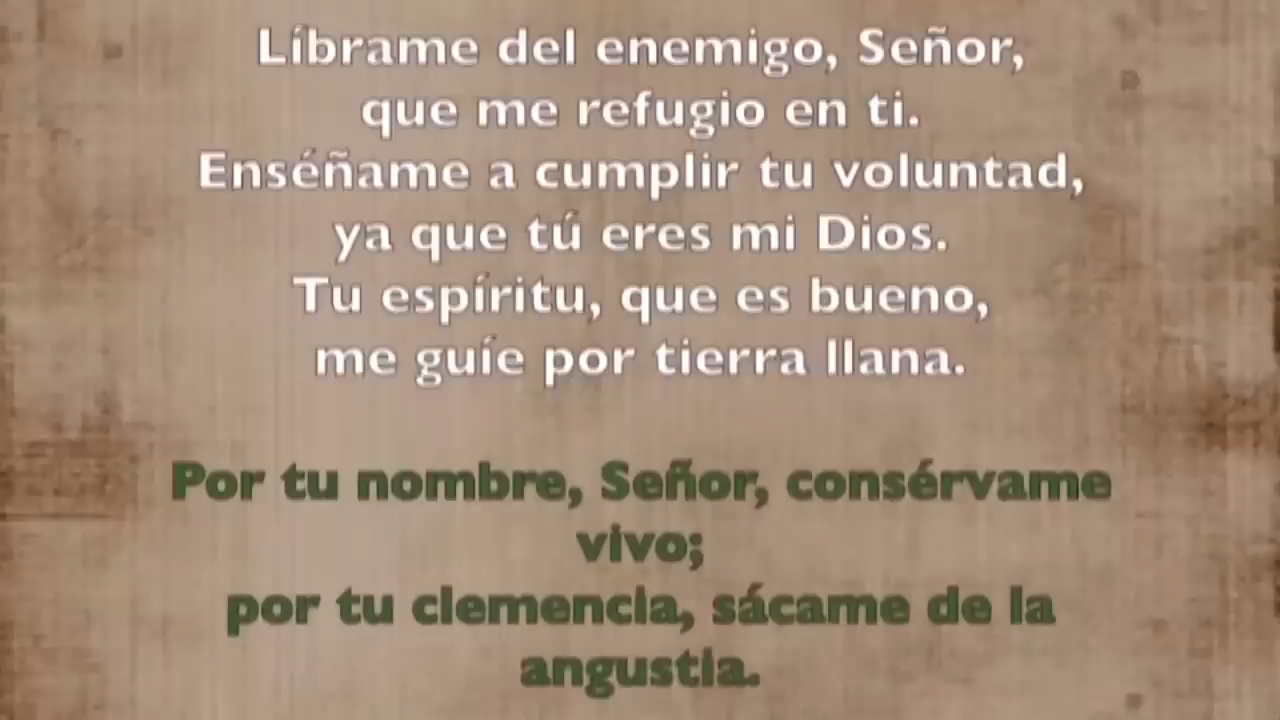 Líbrame del enemigo, Señor,
que me refugio en ti.
Enséñame a cumplir tu voluntad,
ya que tú eres mi Dios.
Tu espíritu, que es bueno,
me guíe por tierra llana.
Por tu nombre, Señor, consérvame
vivo;
por tu clemencia, sácame de la
angustia.